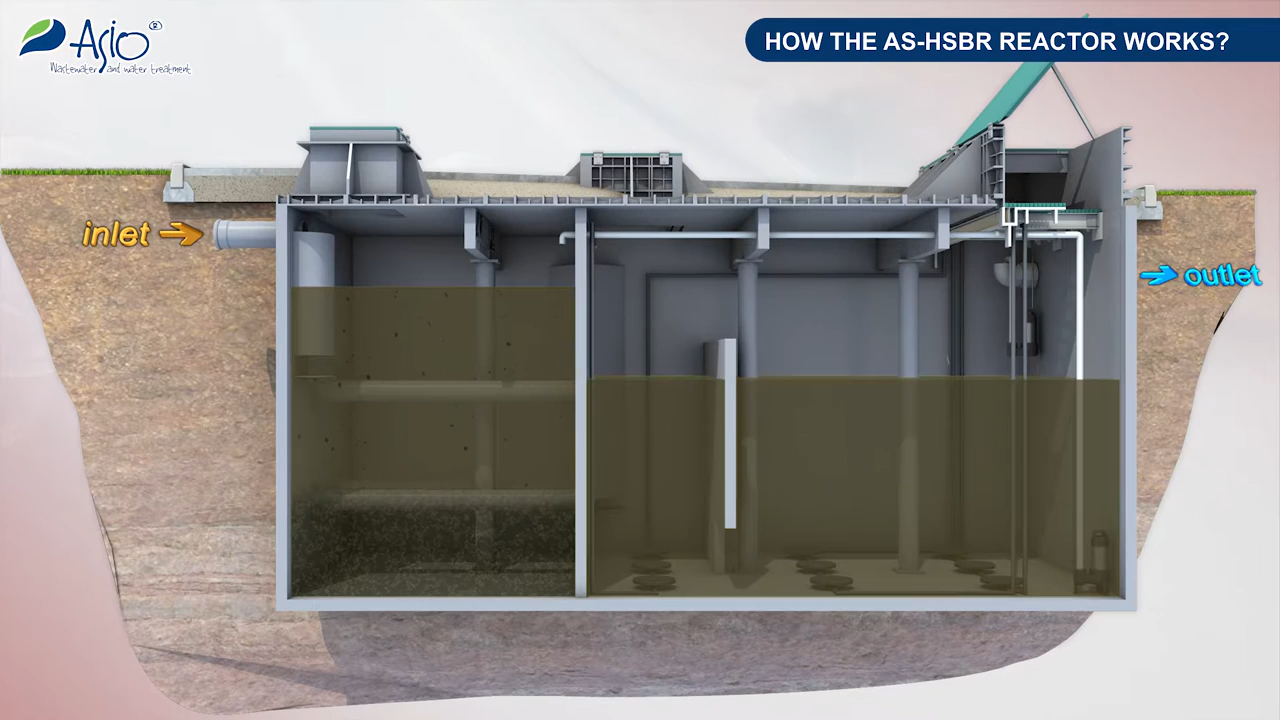 Asio®
Wastewater and water treatment
HOW THE AS-HSBR REACTOR WORKS?
inlet
outlet